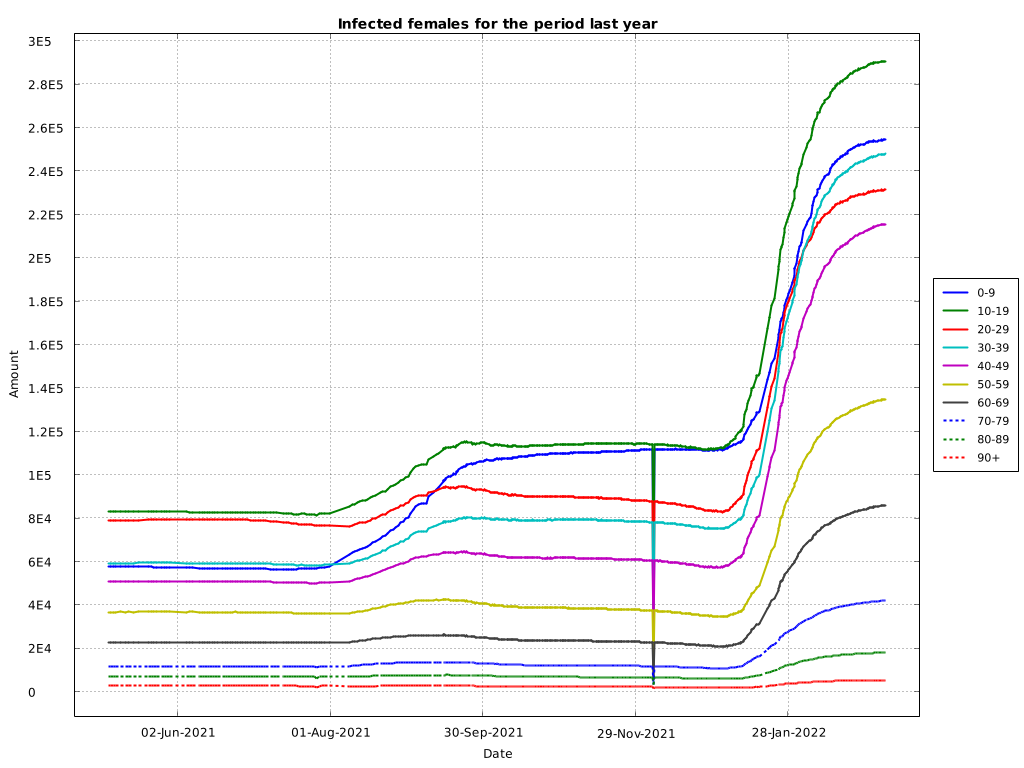 Infected females for the period last year
3E5
2.8E5
2.6E5
2.4E5
2.2E5
2E5
1.8E5
1.6E5
1.4E5
1.2E5
1E5
8E4
6E4
4E4
2E4
0
Amount
02-Jun-2021
01-Aug-2021
30-Sep-2021
29-Nov-2021
28-Jan-2022
Date
0-9
10-19
20-29
30-39
40-49
50-59
60-69
70-79
80-89
90+